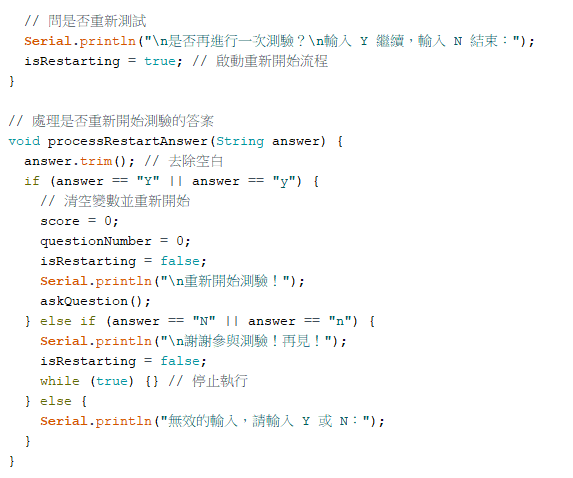 // 問是否重新測試
Serial.println("\n是否再進行一次測驗？\n輸入 Y 繼續，輸入 N 結束：");
isRestarting = true; // 啟動重新開始流程
}
// 處理是否重新開始測驗的答案
void processRestartAnswer(String answer) {
answer.trim(); // 去除空白
if (answer == "Y" || answer == "y") {
// 清空變數並重新開始
score = 0;
questionNumber = 0;
isRestarting = false;
Serial.println("\n重新開始測驗！");
askQuestion();
} else if (answer == "N" || answer == "n") {
Serial.println("\n謝謝參與測驗！再見！");
isRestarting = false;
while (true) {} // 停止執行
} else {
Serial.println("無效的輸入，請輸入 Y 或 N：");
}
}